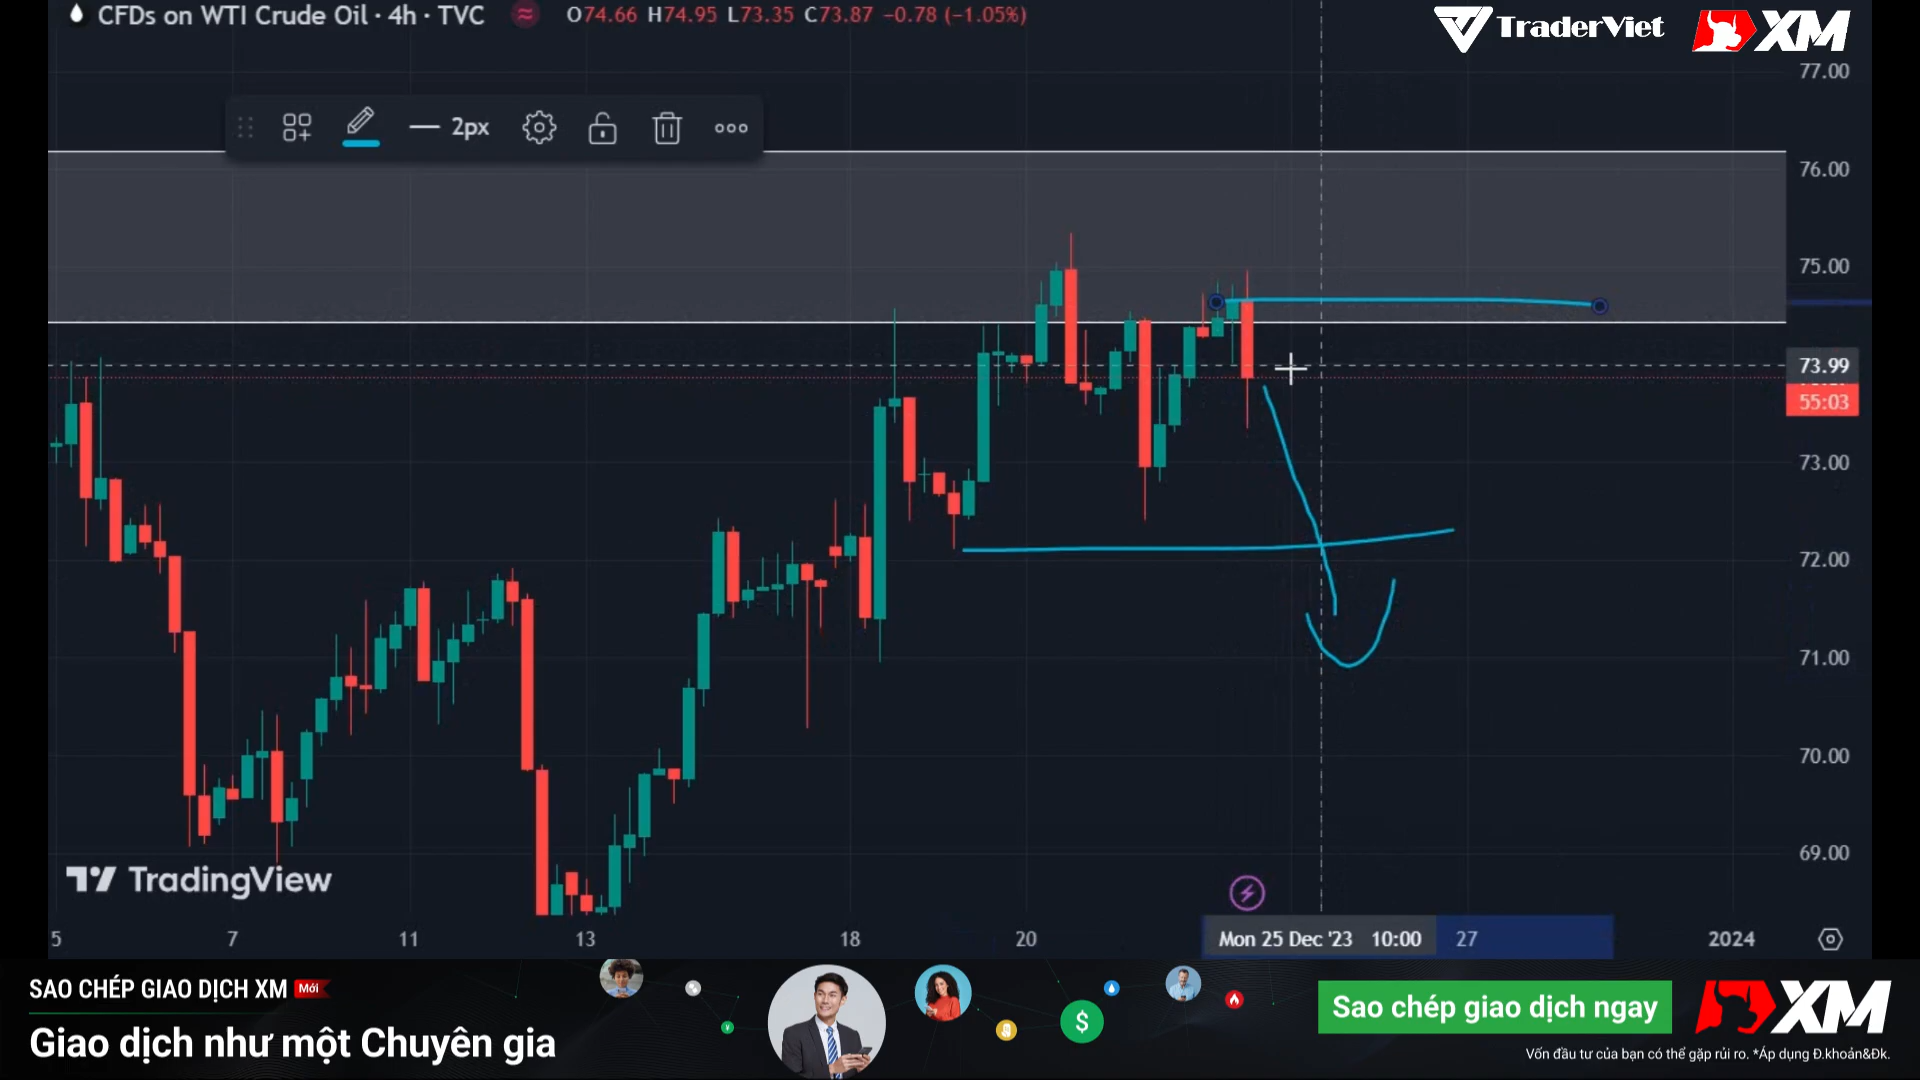 CFDs on WTI Crude Oil · 4h · TVC
O74.66 H74.95 L73.35 C73.87 −0.78 (−1.05%)
TraderViet
XM
77.00
2px
76.00
75.00
73.99
55:03
73.00
72.00
71.00
70.00
69.00
TradingView
5 7 11 13 18 20 Mon 25 Dec '23 10:00 27 2024
SAO CHÉP GIAO DỊCH XM Mới
Giao dịch như một Chuyên gia
$
Sao chép giao dịch ngay
XM
Vốn đầu tư của bạn có thể gặp rủi ro. *Áp dụng Đ.khoản&Đk.